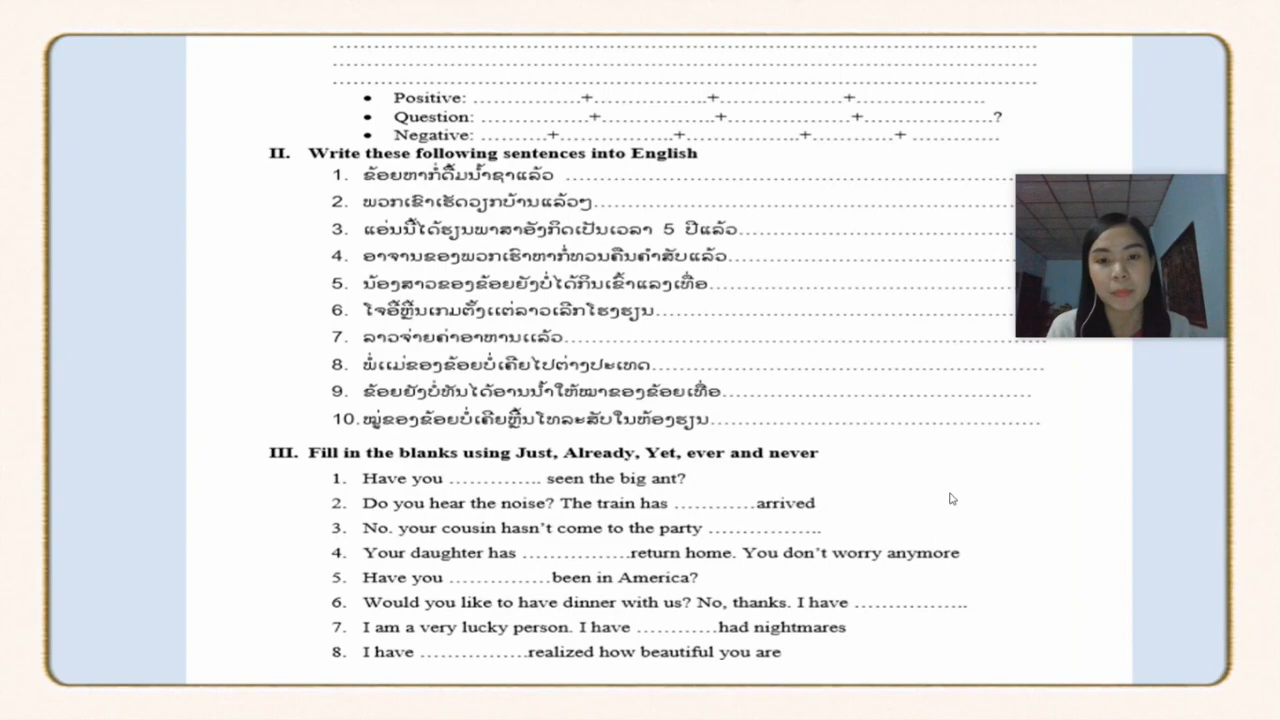 ................................................................
................................................................
................................................................
• Positive: ..................+...................+....................+......................
• Question: ..................+....................+.....................+......................?
• Negative: ...........+...................+...................+..............+ ...............
II. Write these following sentences into English
1. ຂ້ອຍຫາກໍ່ດື່ມນ້ຳຊາແລ້ວ ................................................................
2. ພວກເຂົາເຮັດວຽກບ້ານແລ້ວໆ................................................................
3. ແອ່ນນີ້ໄດ້ຮຽນພາສາອັງກິດເປັນເວລາ 5 ປີແລ້ວ..................................................
4. ອາຈານຂອງພວກເຮົາຫາກໍ່ທວນຄືນຄຳສັບແລ້ວ..................................................
5. ນ້ອງສາວຂອງຂ້ອຍຍັງບໍ່ໄດ້ກິນເຂົ້າແລງເທື່ອ..................................................
6. ໂຈອີ້ຫຼິ້ນເກມຕັ້ງແຕ່ລາວເລີກໂຮງຮຽນ..................................................
7. ລາວຈ່າຍຄ່າອາຫານແລ້ວ................................................................
8. ພໍ່ແມ່ຂອງຂ້ອຍບໍ່ເຄີຍໄປຕ່າງປະເທດ..................................................
9. ຂ້ອຍຍັງບໍ່ທັນໄດ້ອານນ້ຳໃຫ້ໝາຂອງຂ້ອຍເທື່ອ..................................................
10. ໝູ່ຂອງຂ້ອຍບໍ່ເຄີຍຫຼິ້ນໂທລະສັບໃນຫ້ອງຮຽນ..................................................
III. Fill in the blanks using Just, Already, Yet, ever and never
1. Have you .............. seen the big ant?
2. Do you hear the noise? The train has ............arrived
3. No. your cousin hasn't come to the party .................
4. Your daughter has ................return home. You don't worry anymore
5. Have you ...............been in America?
6. Would you like to have dinner with us? No, thanks. I have .................
7. I am a very lucky person. I have ............had nightmares
8. I have ................realized how beautiful you are